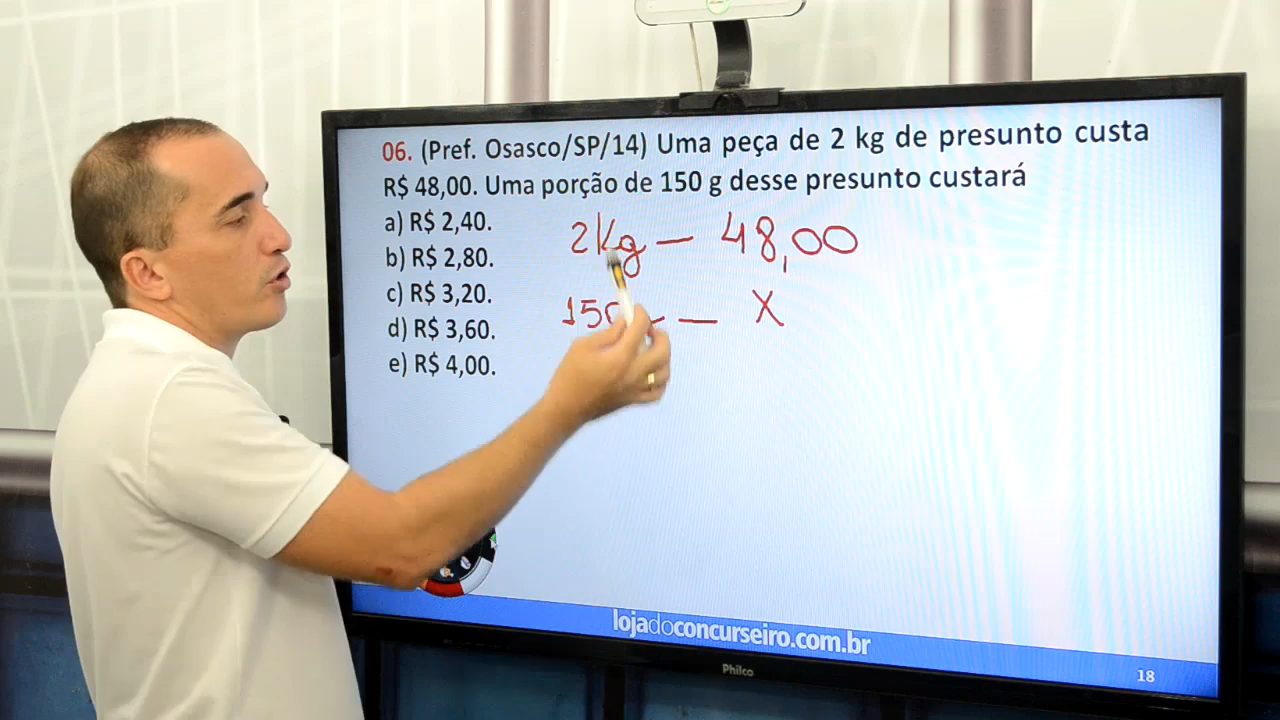 06. (Pref. Osasco/SP/14) Uma peça de 2 kg de presunto custa
R$ 48,00. Uma porção de 150 g desse presunto custará
a) R$ 2,40.
b) R$ 2,80.
c) R$ 3,20.
d) R$ 3,60.
e) R$ 4,00.
2Kg — 48,00
— X
lojadoconcurseiro.com.br
18
Philco